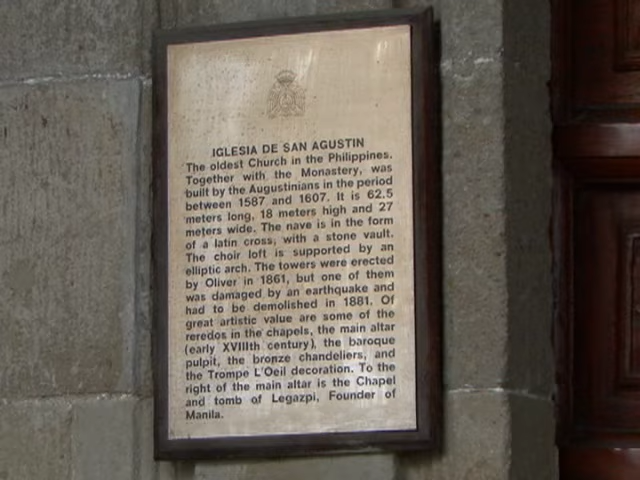 IGLESIA DE SAN AGUSTIN
The oldest Church in the Philippines.
Together with the Monastery, was
built by the Augustinians in the period
between 1587 and 1607. It is 62.5
meters long, 18 meters high and 27
meters wide. The nave is in the form
of a latin cross, with a stone vault.
The choir loft is supported by an
elliptic arch. The towers were erected
by Oliver in 1861, but one of them
was damaged by an earthquake and
had to be demolished in 1881. Of
great artistic value are some of the
reredos in the chapels, the main altar
(early XVIIIth century), the baroque
pulpit, the bronze chandeliers, and
the Trompe L'Oeil decoration. To the
right of the main altar is the Chapel
and tomb of Legazpi, Founder of
Manila.